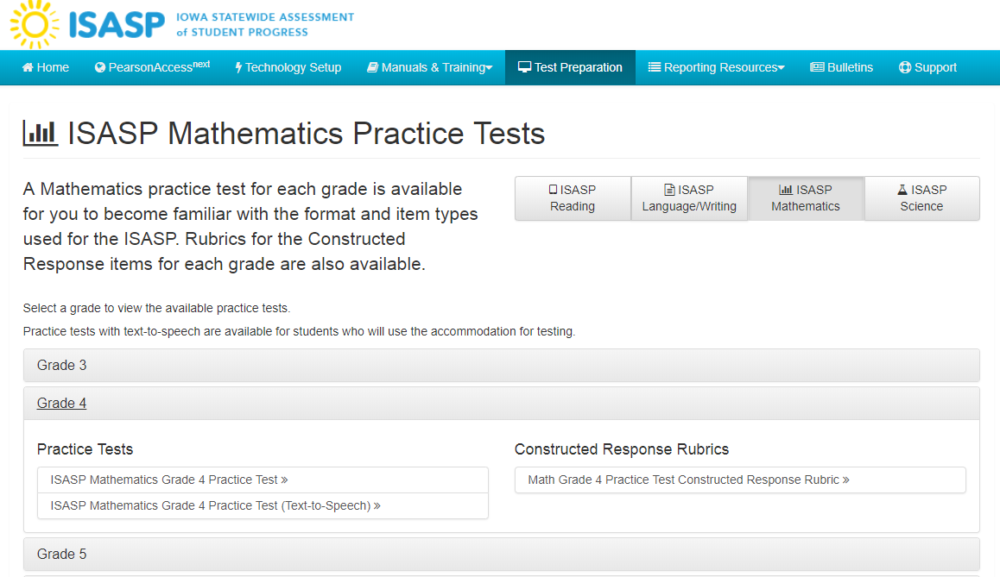 ISASP
IOWA STATEWIDE ASSESSMENT
of STUDENT PROGRESS
Home
PearsonAccessnext
Technology Setup
Manuals & Training
Test Preparation
Reporting Resources
Bulletins
Support
ISASP Mathematics Practice Tests
A Mathematics practice test for each grade is available
for you to become familiar with the format and item types
used for the ISASP. Rubrics for the Constructed
Response items for each grade are also available.
ISASP
Reading
ISASP
Language/Writing
ISASP
Mathematics
ISASP
Science
Select a grade to view the available practice tests.
Practice tests with text-to-speech are available for students who will use the accommodation for testing.
Grade 3
Grade 4
Practice Tests
ISASP Mathematics Grade 4 Practice Test »
ISASP Mathematics Grade 4 Practice Test (Text-to-Speech) »
Constructed Response Rubrics
Math Grade 4 Practice Test Constructed Response Rubric »
Grade 5